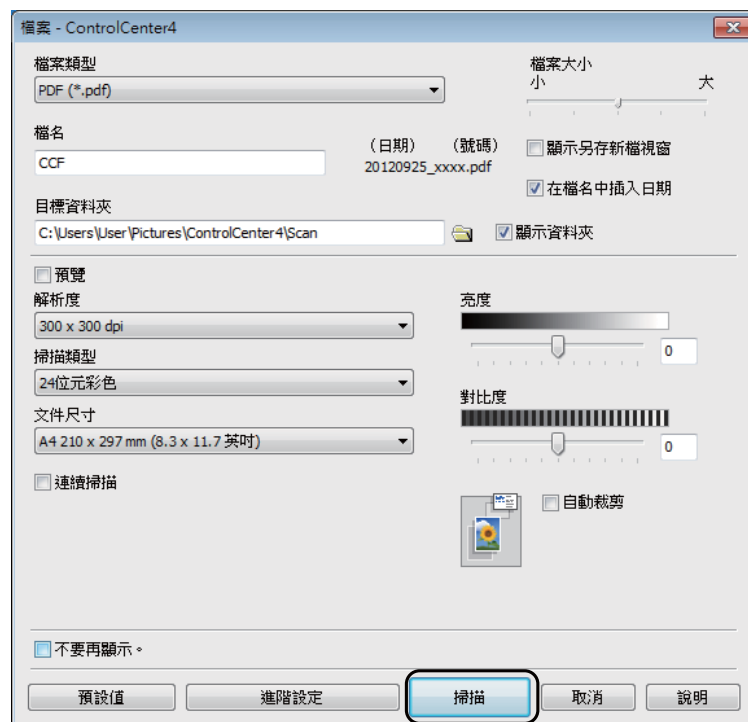 檔案 - ControlCenter4
檔案類型
PDF (*.pdf)
檔案大小
小 大
檔名
CCF
(日期) (號碼)
20120925_xxxx.pdf
顯示另存新檔視窗
在檔名中插入日期
目標資料夾
C:\Users\User\Pictures\ControlCenter4\Scan
顯示資料夾
預覽
解析度
300 x 300 dpi
掃描類型
24位元彩色
文件尺寸
A4 210 x 297 mm (8.3 x 11.7 英吋)
連續掃描
亮度
0
對比度
0
自動裁剪
不要再顯示。
預設值 進階設定 掃描 取消 說明